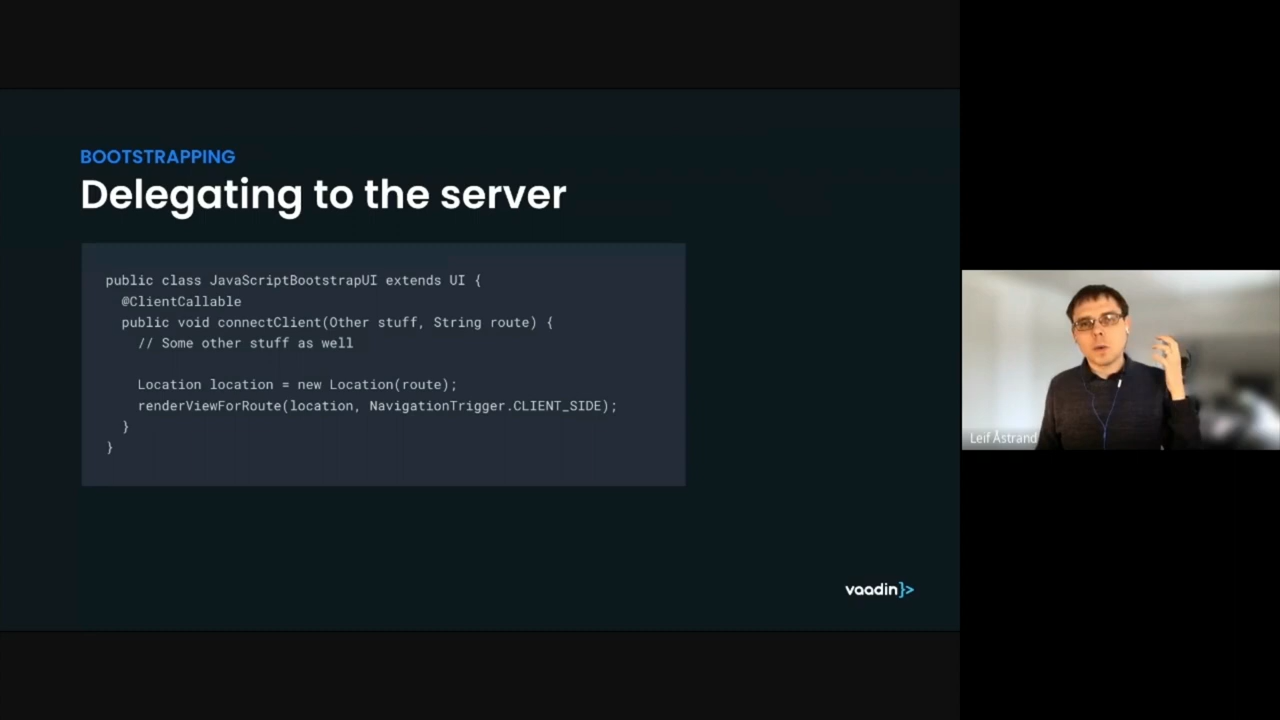 BOOTSTRAPPING
Delegating to the server
public class JavaScriptBootstrapUI extends UI {
@ClientCallable
public void connectClient(Other stuff, String route) {
// Some other stuff as well
Location location = new Location(route);
renderViewForRoute(location, NavigationTrigger.CLIENT_SIDE);
}
}
vaadin}>
Leif Åstrand